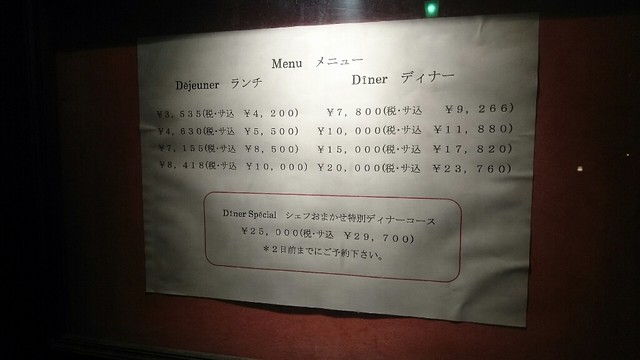 Menu メニュー
Dèjeuner ランチ Dîner ディナー
￥3,535(税・サ込 ￥4,200) ￥7,800(税・サ込 ￥9,266)
￥4,630(税・サ込 ￥5,500) ￥10,000(税・サ込 ￥11,880)
￥7,155(税・サ込 ￥8,500) ￥15,000(税・サ込 ￥17,820)
￥8,418(税・サ込 ￥10,000) ￥20,000(税・サ込 ￥23,760)
Dîner Spécial シェフおまかせ特別ディナーコース
￥25,000(税・サ込 ￥29,700)
＊2日前までにご予約下さい。